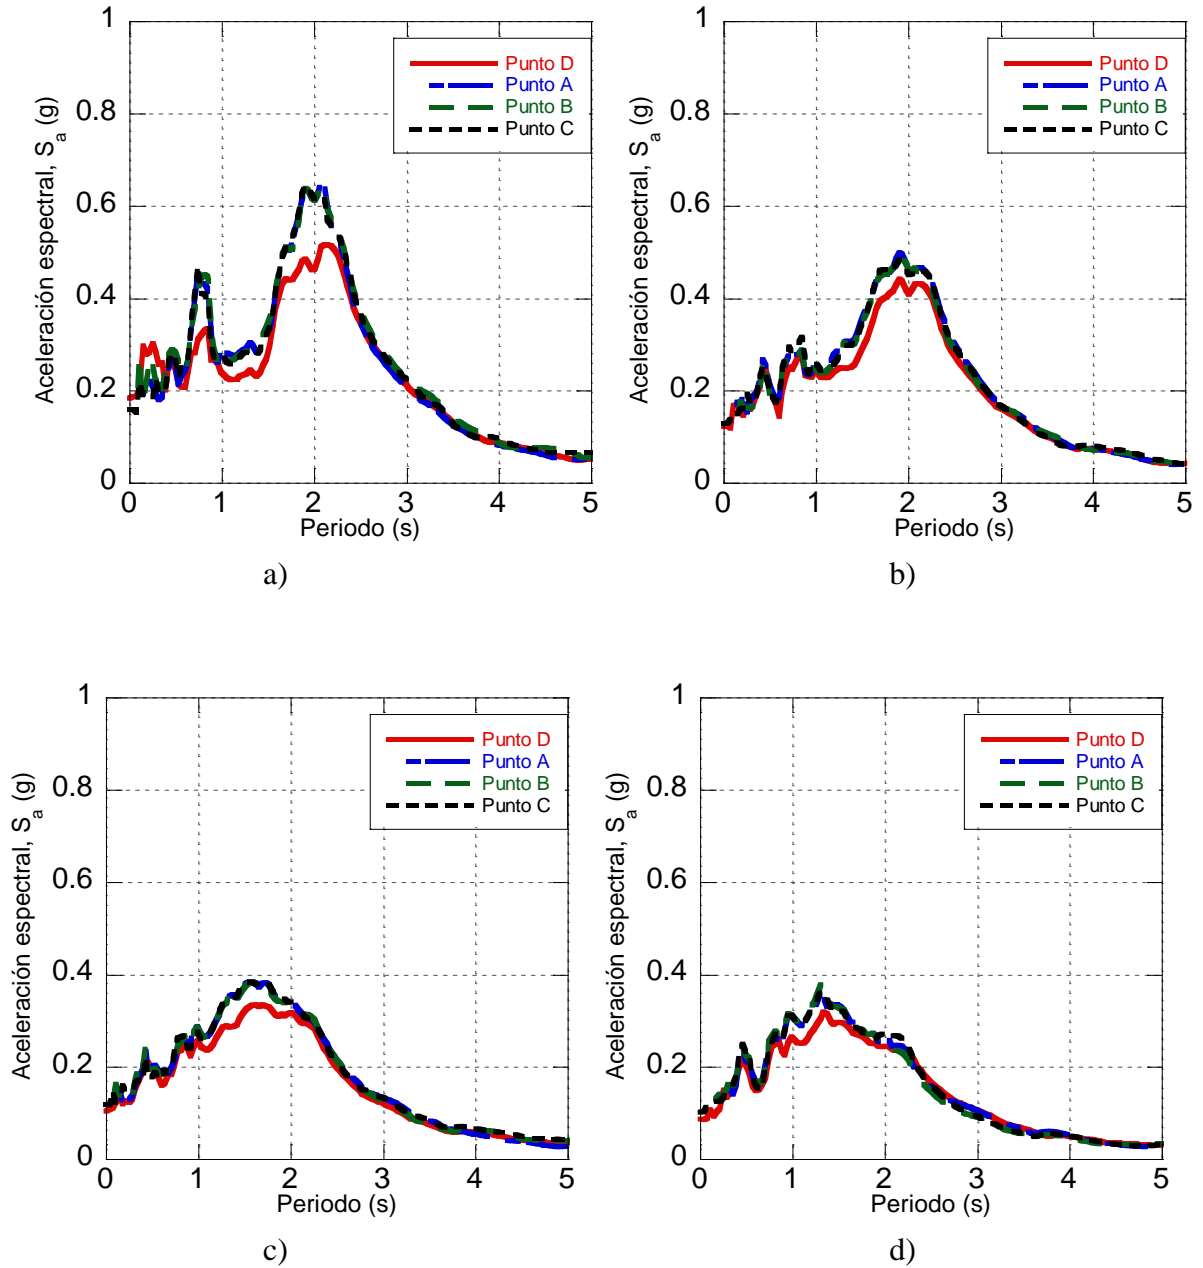 1
0.8
0.6
0.4
0.2
0
0 1 2 3 4 5
Aceleración espectral, Sa (g)
Periodo (s)
Punto D
Punto A
Punto B
Punto C
a)
1
0.8
0.6
0.4
0.2
0
0 1 2 3 4 5
Aceleración espectral, Sa (g)
Periodo (s)
Punto D
Punto A
Punto B
Punto C
b)
1
0.8
0.6
0.4
0.2
0
0 1 2 3 4 5
Aceleración espectral, Sa (g)
Periodo (s)
Punto D
Punto A
Punto B
Punto C
c)
1
0.8
0.6
0.4
0.2
0
0 1 2 3 4 5
Aceleración espectral, Sa (g)
Periodo (s)
Punto D
Punto A
Punto B
Punto C
d)